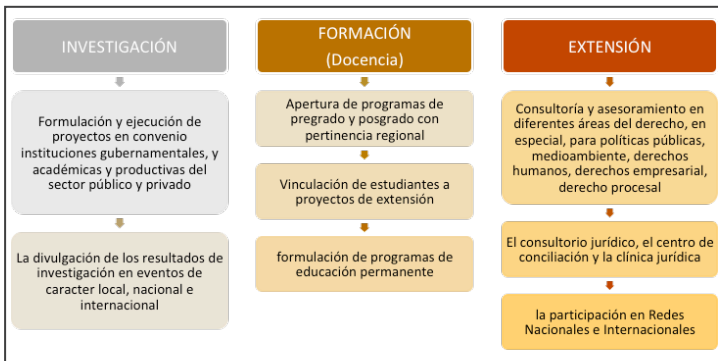 INVESTIGACIÓN
Formulación y ejecución de
proyectos en convenio
instituciones gubernamentales, y
académicas y productivas del
sector público y privado
La divulgación de los resultados de
investigación en eventos de
caracter local, nacional e
internacional
FORMACIÓN
(Docencia)
Apertura de programas de
pregrado y posgrado con
pertinencia regional
Vinculación de estudiantes a
proyectos de extensión
formulación de programas de
educación permanente
EXTENSIÓN
Consultoría y asesoramiento en
diferentes áreas del derecho, en
especial, para políticas públicas,
medioambiente, derechos
humanos, derechos empresarial,
derecho procesal
El consultorio jurídico, el centro de
conciliación y la clínica jurídica
la participación en Redes
Nacionales e Internacionales